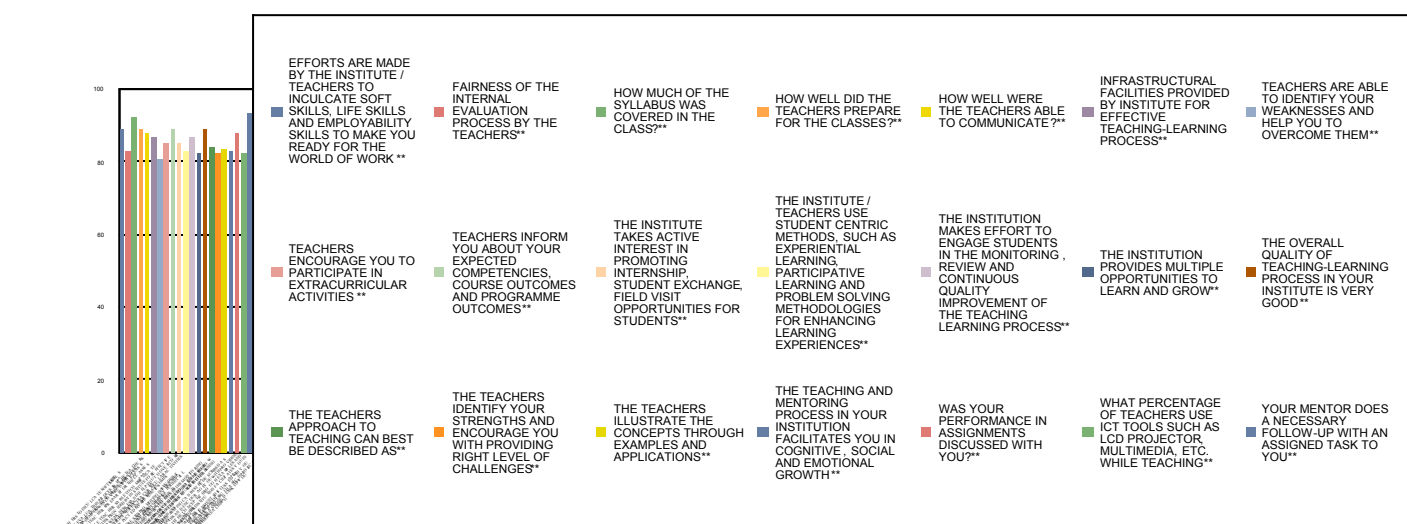 100
80
60
40
20
0
EFFORTS ARE MADE
BY THE INSTITUTE /
TEACHERS TO
INCULCATE SOFT
SKILLS, LIFE SKILLS
AND EMPLOYABILITY
SKILLS TO MAKE YOU
READY FOR THE
WORLD OF WORK **
FAIRNESS OF THE
INTERNAL
EVALUATION
PROCESS BY THE
TEACHERS**
HOW MUCH OF THE
SYLLABUS WAS
COVERED IN THE
CLASS?**
HOW WELL DID THE
TEACHERS PREPARE
FOR THE CLASSES?**
HOW WELL WERE
THE TEACHERS ABLE
TO COMMUNICATE?**
INFRASTRUCTURAL
FACILITIES PROVIDED
BY INSTITUTE FOR
EFFECTIVE
TEACHING-LEARNING
PROCESS**
TEACHERS ARE ABLE
TO IDENTIFY YOUR
WEAKNESSES AND
HELP YOU TO
OVERCOME THEM**
TEACHERS
ENCOURAGE YOU TO
PARTICIPATE IN
EXTRACURRICULAR
ACTIVITIES **
TEACHERS INFORM
YOU ABOUT YOUR
EXPECTED
COMPETENCIES,
COURSE OUTCOMES
AND PROGRAMME
OUTCOMES**
THE INSTITUTE
TAKES ACTIVE
INTEREST IN
PROMOTING
INTERNSHIP,
STUDENT EXCHANGE,
FIELD VISIT
OPPORTUNITIES FOR
STUDENTS**
THE INSTITUTE /
TEACHERS USE
STUDENT CENTRIC
METHODS, SUCH AS
EXPERIENTIAL
LEARNING,
PARTICIPATIVE
LEARNING AND
PROBLEM SOLVING
METHODOLOGIES
FOR ENHANCING
LEARNING
EXPERIENCES**
THE INSTITUTION
MAKES EFFORT TO
ENGAGE STUDENTS
IN THE MONITORING ,
REVIEW AND
CONTINUOUS
QUALITY
IMPROVEMENT OF
THE TEACHING
LEARNING PROCESS**
THE INSTITUTION
PROVIDES MULTIPLE
OPPORTUNITIES TO
LEARN AND GROW**
THE OVERALL
QUALITY OF
TEACHING-LEARNING
PROCESS IN YOUR
INSTITUTE IS VERY
GOOD**
THE TEACHERS
APPROACH TO
TEACHING CAN BEST
BE DESCRIBED AS**
THE TEACHERS
IDENTIFY YOUR
STRENGTHS AND
ENCOURAGE YOU
WITH PROVIDING
RIGHT LEVEL OF
CHALLENGES**
THE TEACHERS
ILLUSTRATE THE
CONCEPTS THROUGH
EXAMPLES AND
APPLICATIONS**
THE TEACHING AND
MENTORING
PROCESS IN YOUR
INSTITUTION
FACILITATES YOU IN
COGNITIVE , SOCIAL
AND EMOTIONAL
GROWTH**
WAS YOUR
PERFORMANCE IN
ASSIGNMENTS
DISCUSSED WITH
YOU?**
WHAT PERCENTAGE
OF TEACHERS USE
ICT TOOLS SUCH AS
LCD PROJECTOR,
MULTIMEDIA, ETC.
WHILE TEACHING**
YOUR MENTOR DOES
A NECESSARY
FOLLOW-UP WITH AN
ASSIGNED TASK TO
YOU**